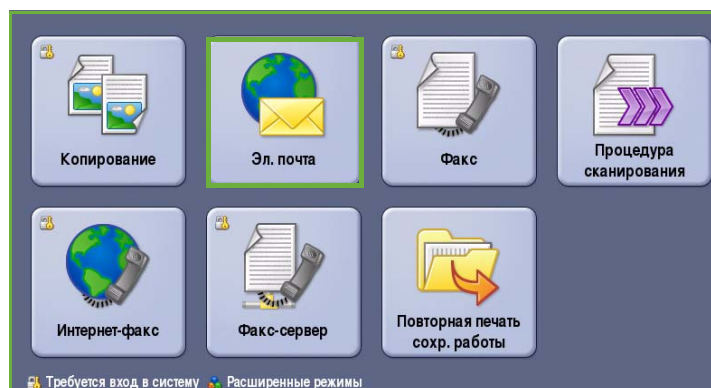 Копирование
Эл. почта
Факс
Процедура
сканирования
Интернет-факс
Факс-сервер
Повторная печать
сохр. работы
Требуется вход в систему
Расширенные режимы